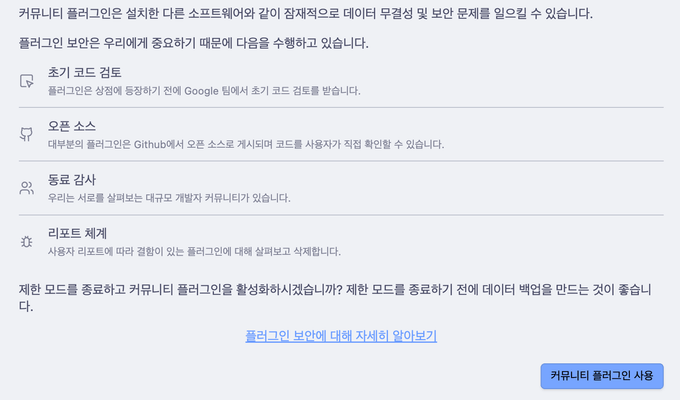 커뮤니티 플러그인은 설치한 다른 소프트웨어와 같이 잠재적으로 데이터 무결성 및 보안 문제를 일으킬 수 있습니다.
플러그인 보안은 우리에게 중요하기 때문에 다음을 수행하고 있습니다.
초기 코드 검토
플러그인은 상점에 등장하기 전에 Google 팀에서 초기 코드 검토를 받습니다.
오픈 소스
대부분의 플러그인은 Github에서 오픈 소스로 게시되며 코드를 사용자가 직접 확인할 수 있습니다.
동료 감사
우리는 서로를 살펴보는 대규모 개발자 커뮤니티가 있습니다.
리포트 체계
사용자 리포트에 따라 결함이 있는 플러그인에 대해 살펴보고 삭제합니다.
제한 모드를 종료하고 커뮤니티 플러그인을 활성화하시겠습니까? 제한 모드를 종료하기 전에 데이터 백업을 만드는 것이 좋습니
다.
플러그인 보안에 대해 자세히 알아보기
커뮤니티 플러그인 사용